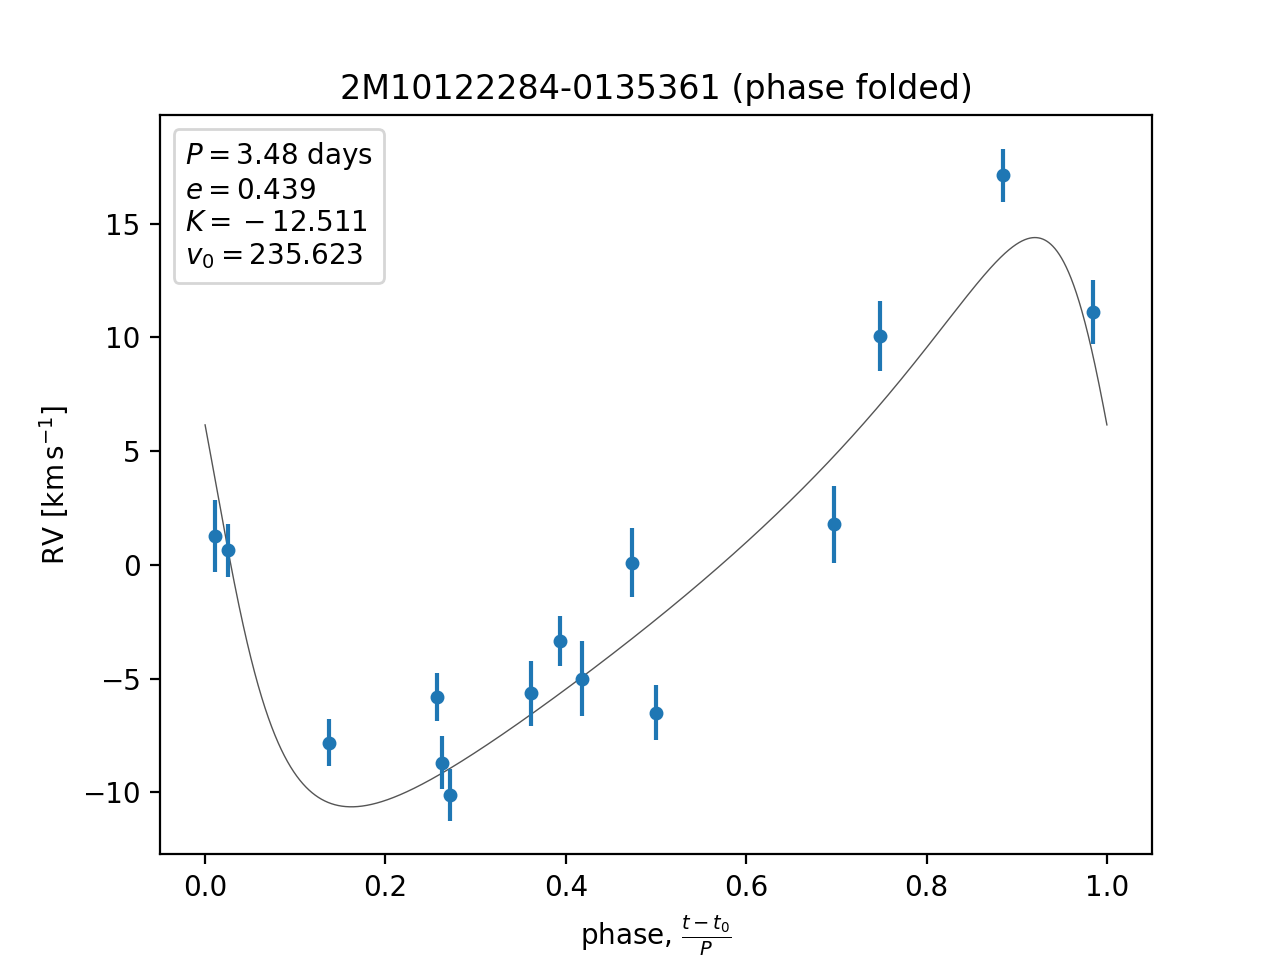 2M10122284-0135361 (phase folded)
P = 3.48 days
e = 0.439
K = −12.511
v₀ = 235.623
15
10
5
0
−5
−10
RV [km s⁻¹]
0.0 0.2 0.4 0.6 0.8 1.0
phase, (t − t₀)/P